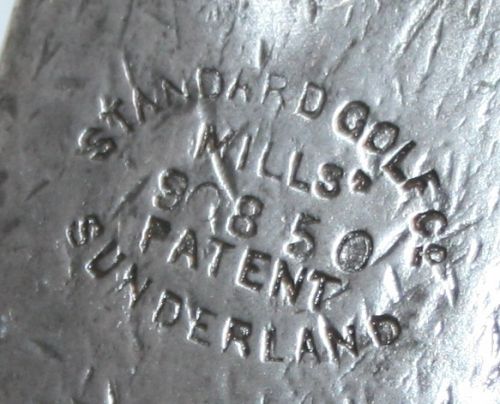 STANDARD GOLF Co
MILLS'
90850
PATENT
SUNDERLAND